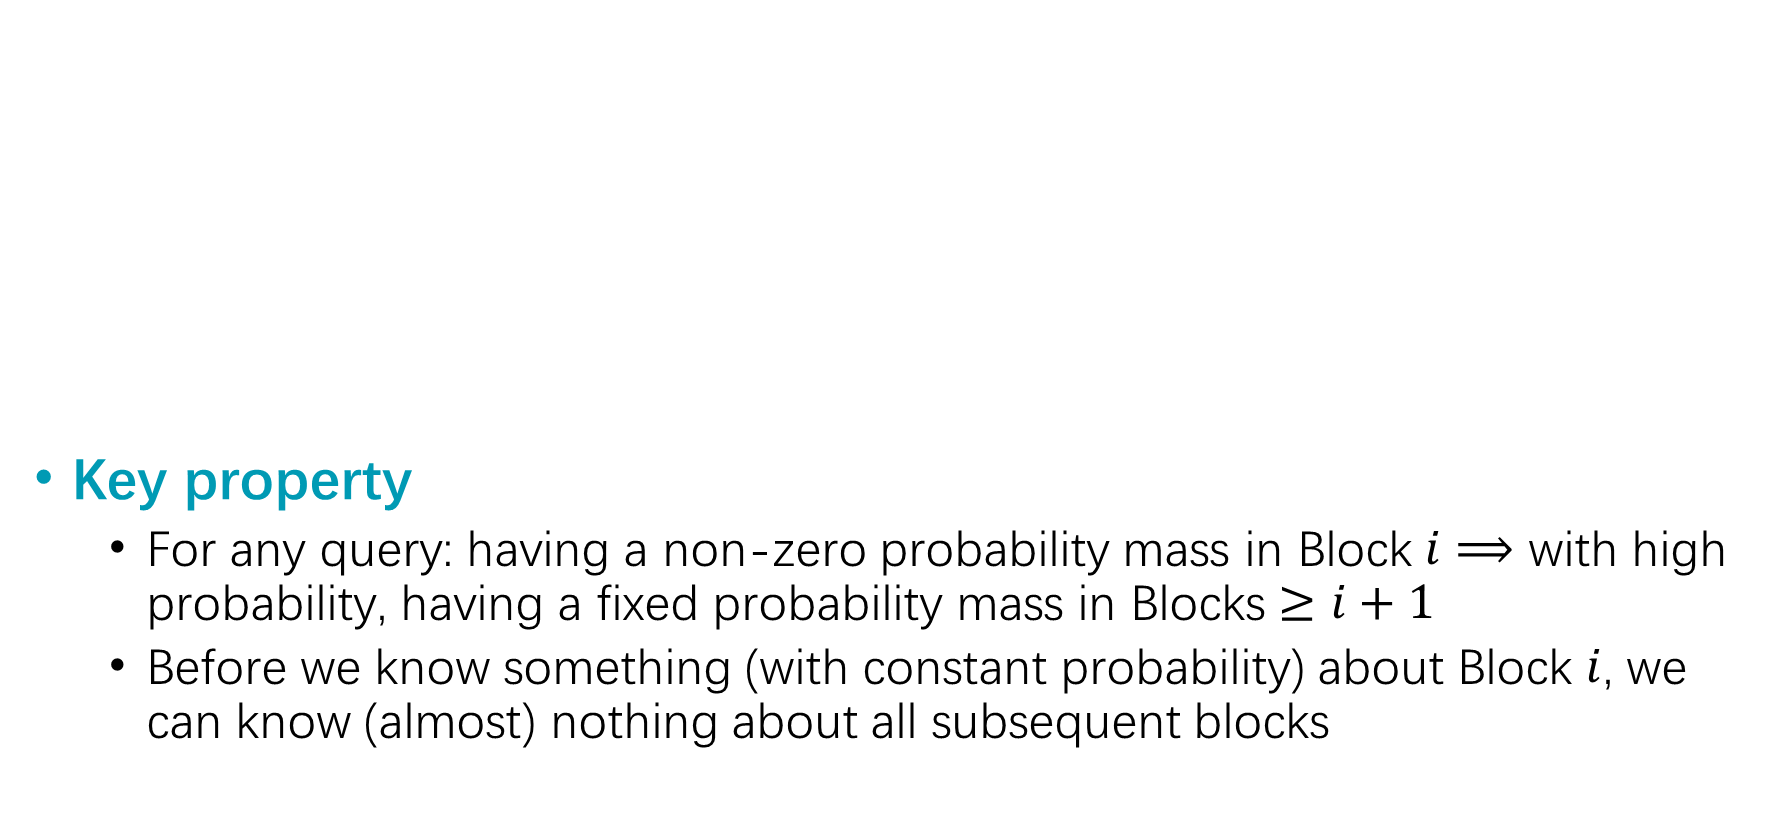 • Key property
• For any query: having a non-zero probability mass in Block 𝑖 ⟹ with high
probability, having a fixed probability mass in Blocks ≥ 𝑖 + 1
• Before we know something (with constant probability) about Block 𝑖, we
can know (almost) nothing about all subsequent blocks